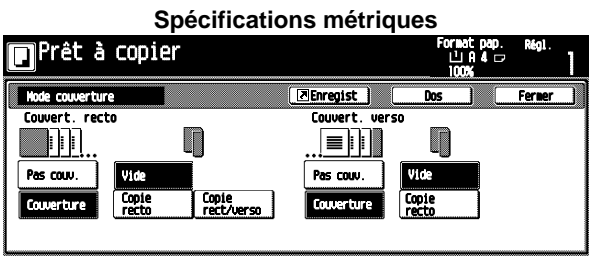 Spécifications métriques
Prêt à copier
Format pap.
A 4
100%
Régl.
1
Mode couverture
Enregist
Dos
Fermer
Couvert. recto
Couvert. verso
Pas couv.
Vide
Pas couv.
Vide
Couverture
Copie
recto
Copie
rect/verso
Couverture
Copie
recto